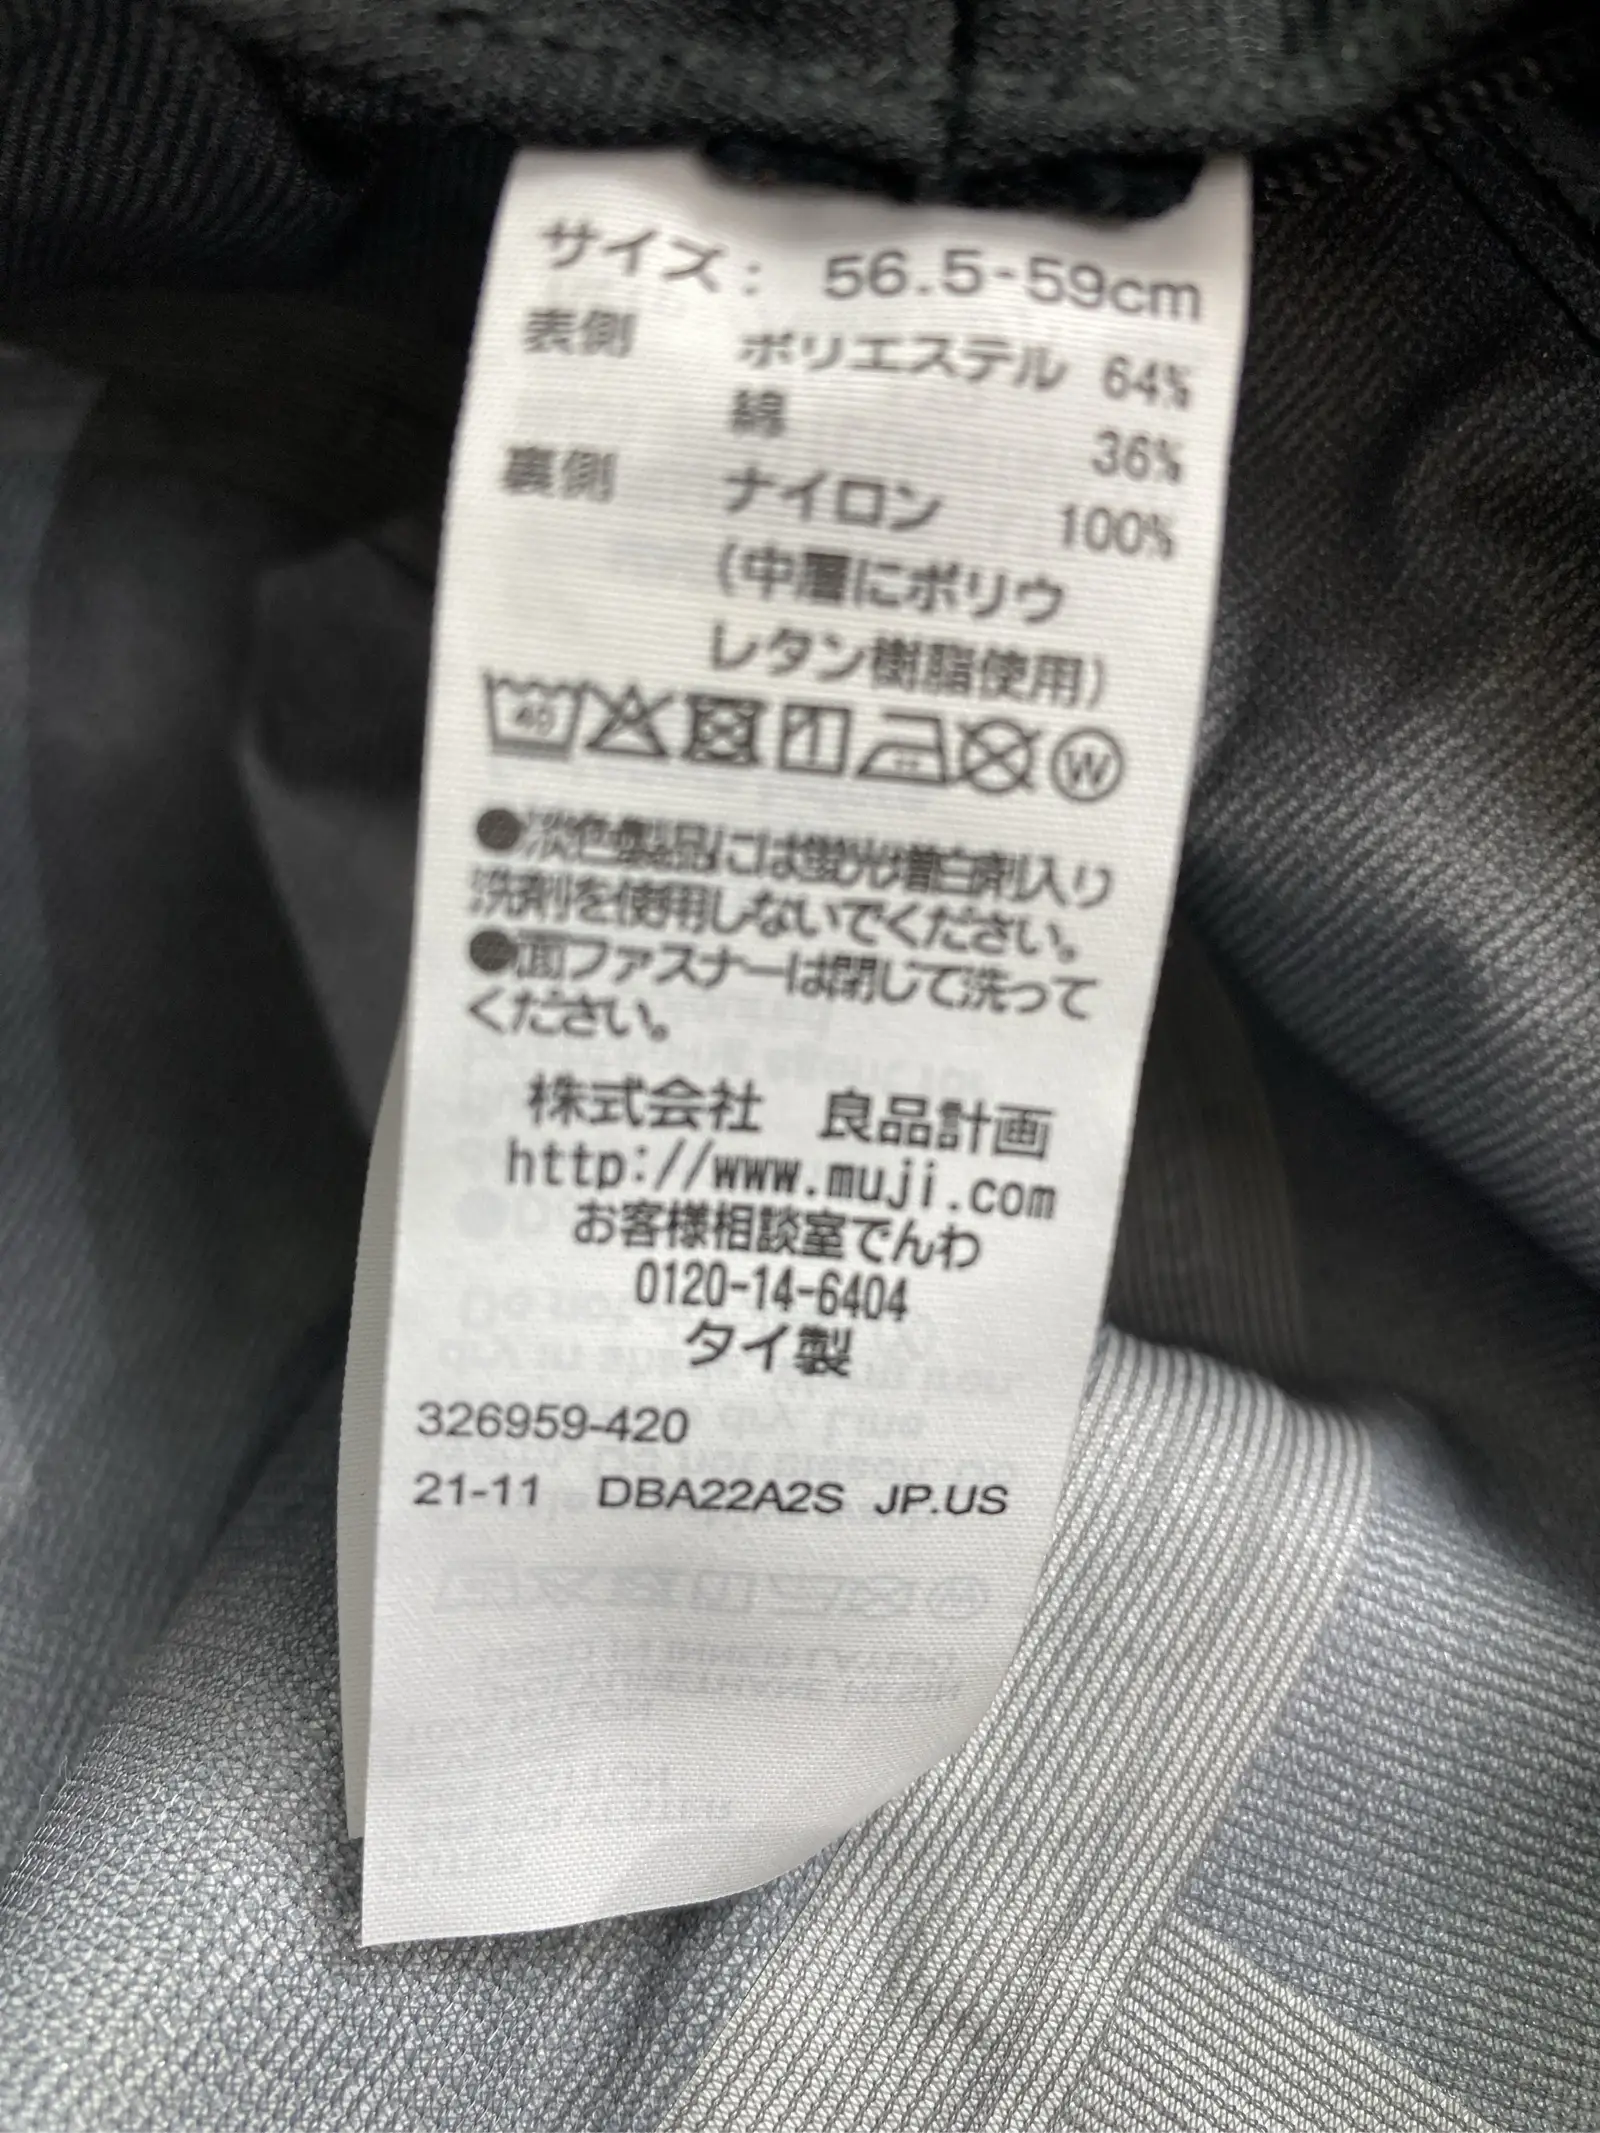 サイズ： 56.5-59cm
表側 ポリエステル 64%
綿 36%
裏側 ナイロン 100%
(中層にポリウ
レタン樹脂使用)
40 W
●淡色製品には蛍光増白剤入り
洗剤を使用しないでください。
●面ファスナーは閉じて洗って
ください。
株式会社 良品計画
http://www.muji.com
お客様相談室でんわ
0120-14-6404
タイ製
326959-420
21-11 DBA22A2S JP.US